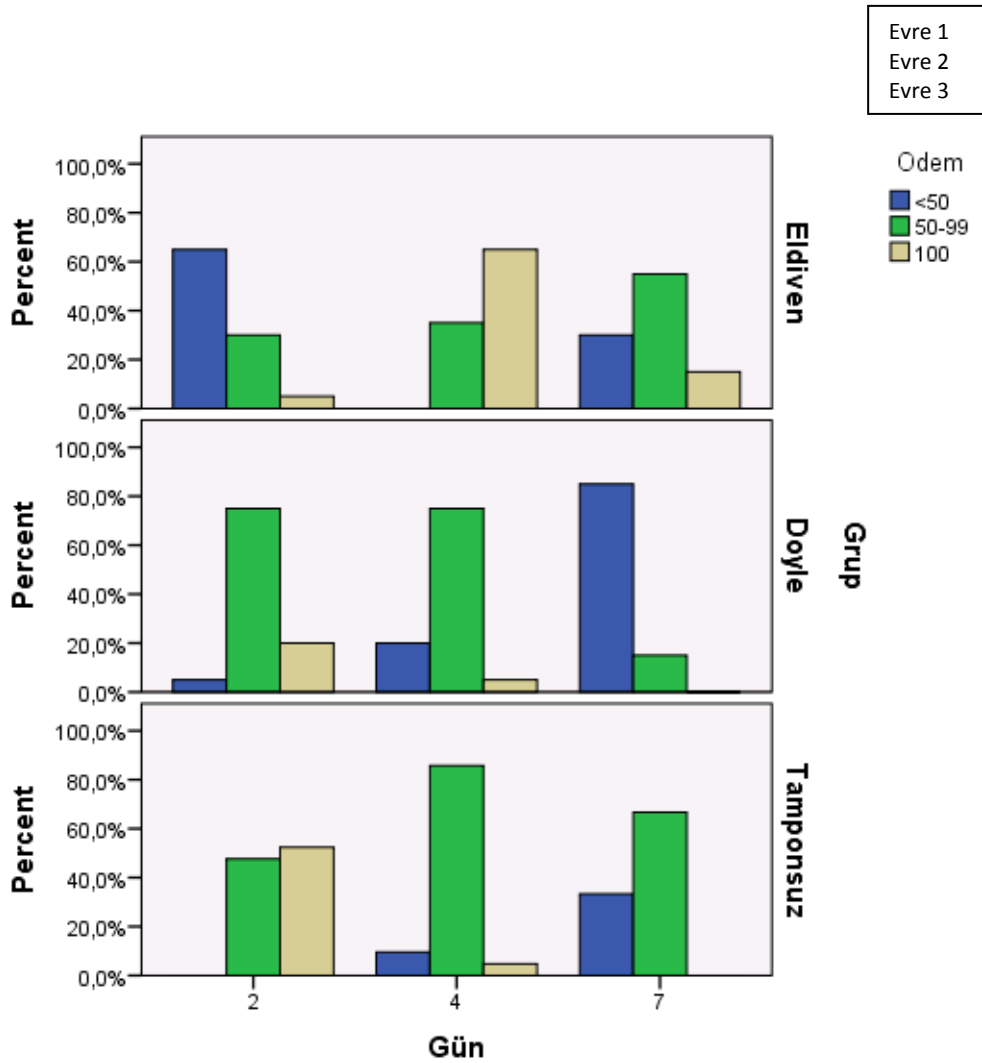 Evre 1
Evre 2
Evre 3
Odem
<50
50-99
100
Percent
100,0%
80,0%
60,0%
40,0%
20,0%
0,0%
Eldiven
Percent
100,0%
80,0%
60,0%
40,0%
20,0%
0,0%
Doyle
Grup
Percent
100,0%
80,0%
60,0%
40,0%
20,0%
0,0%
Tamponsuz
2
4
7
Gün